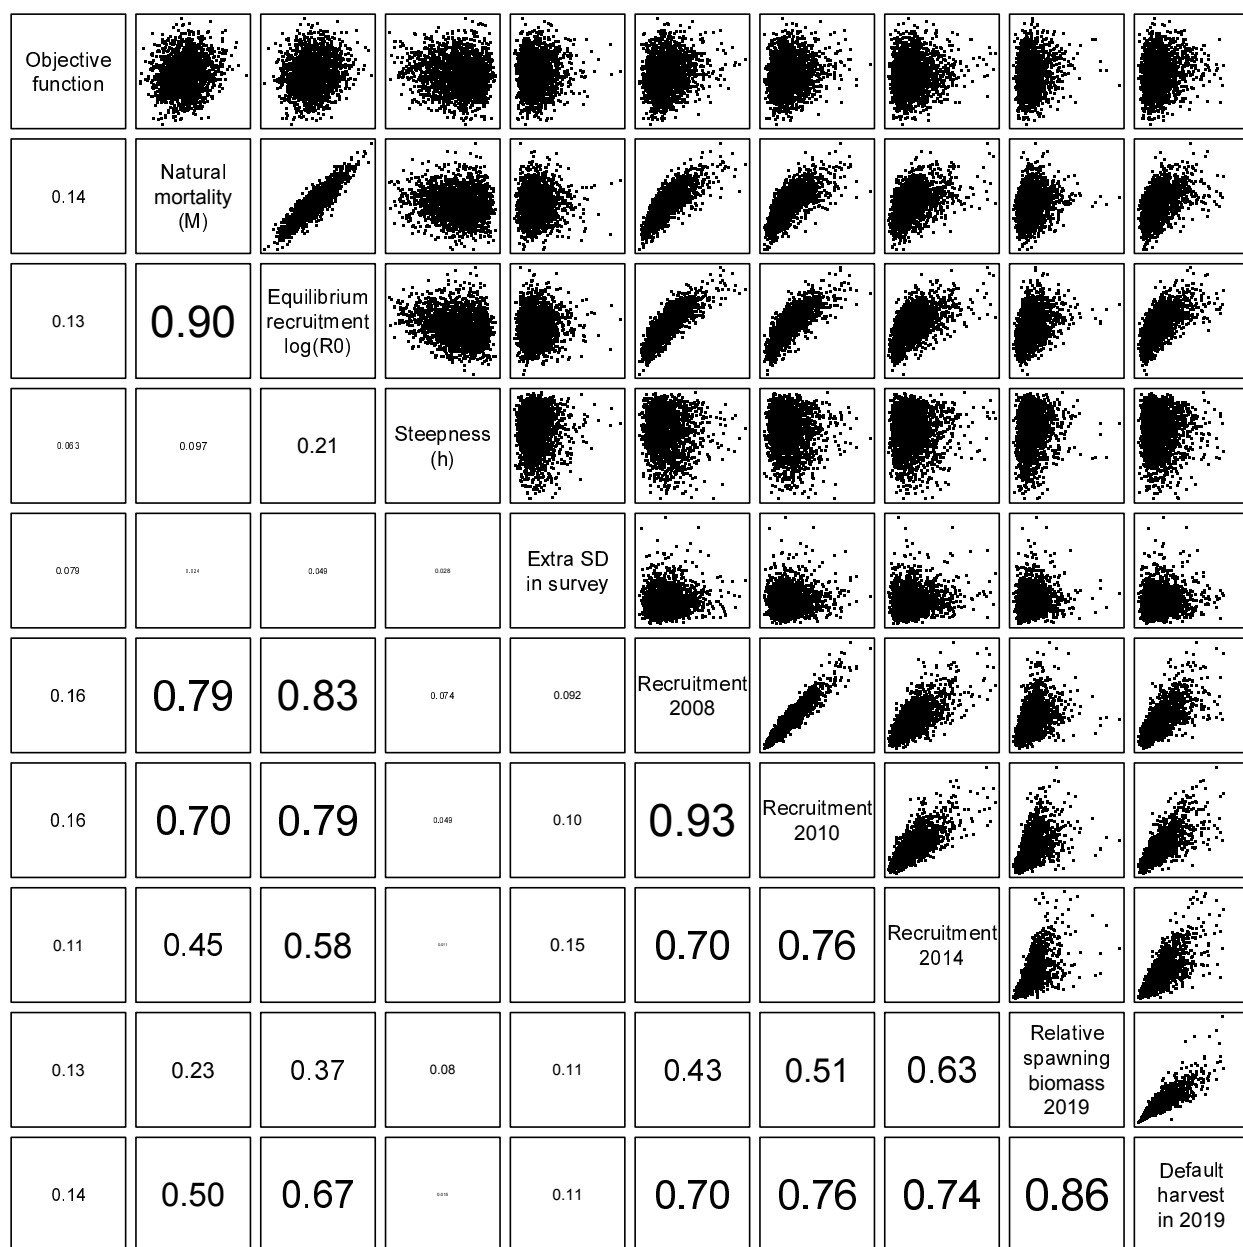 Objective
function
0.14
Natural
mortality
(M)
0.13
0.90
Equilibrium
recruitment
log(R0)
0.063
0.097
0.21
Steepness
(h)
0.079
0.024
0.049
0.028
Extra SD
in survey
0.16
0.79
0.83
0.074
0.092
Recruitment
2008
0.16
0.70
0.79
0.049
0.10
0.93
Recruitment
2010
0.11
0.45
0.58
0.15
0.70
0.76
Recruitment
2014
0.13
0.23
0.37
0.08
0.11
0.43
0.51
0.63
Relative
spawning
biomass
2019
0.14
0.50
0.67
0.11
0.70
0.76
0.74
0.86
Default
harvest
in 2019